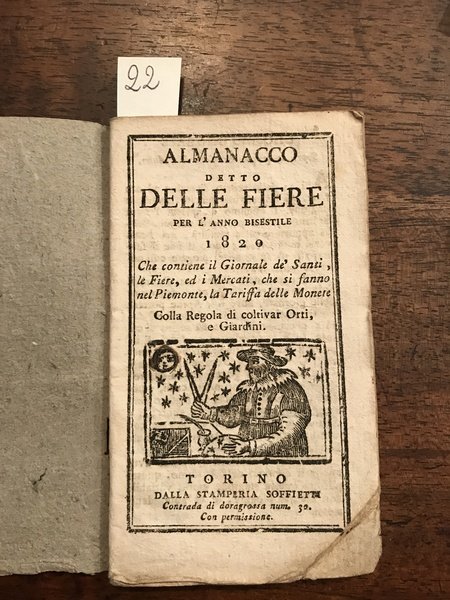 22
ALMANACCO
DETTO
DELLE FIERE
PER L'ANNO BISESTILE
1820
Che contiene il Giornale de' Santi,
le Fiere, ed i Mercati, che si fanno
nel Piemonte, la Tariffa delle Monete
Colla Regola di coltivar Orti,
e Giardini.
TORINO
DALLA STAMPERIA SOFFIETTI
Contrada di doragrossa num. 30.
Con permissione.